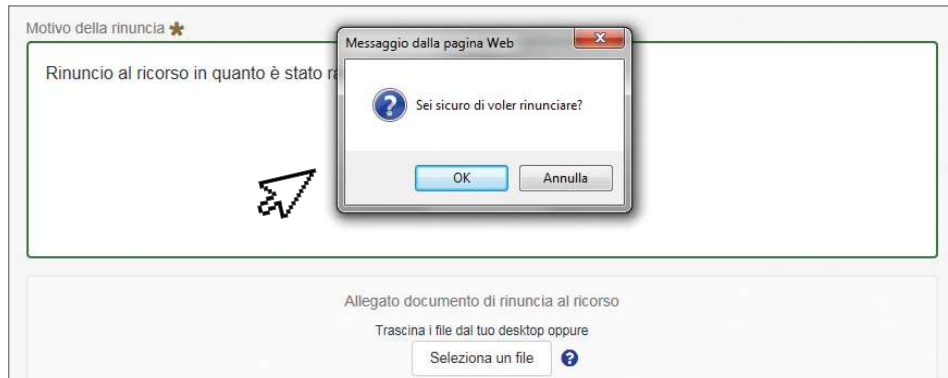 Motivo della rinuncia
Rinuncio al ricorso in quanto è stato
Messaggio dalla pagina Web
Sei sicuro di voler rinunciare?
OK
Annulla
Allegato documento di rinuncia al ricorso
Trascina i file dal tuo desktop oppure
Seleziona un file